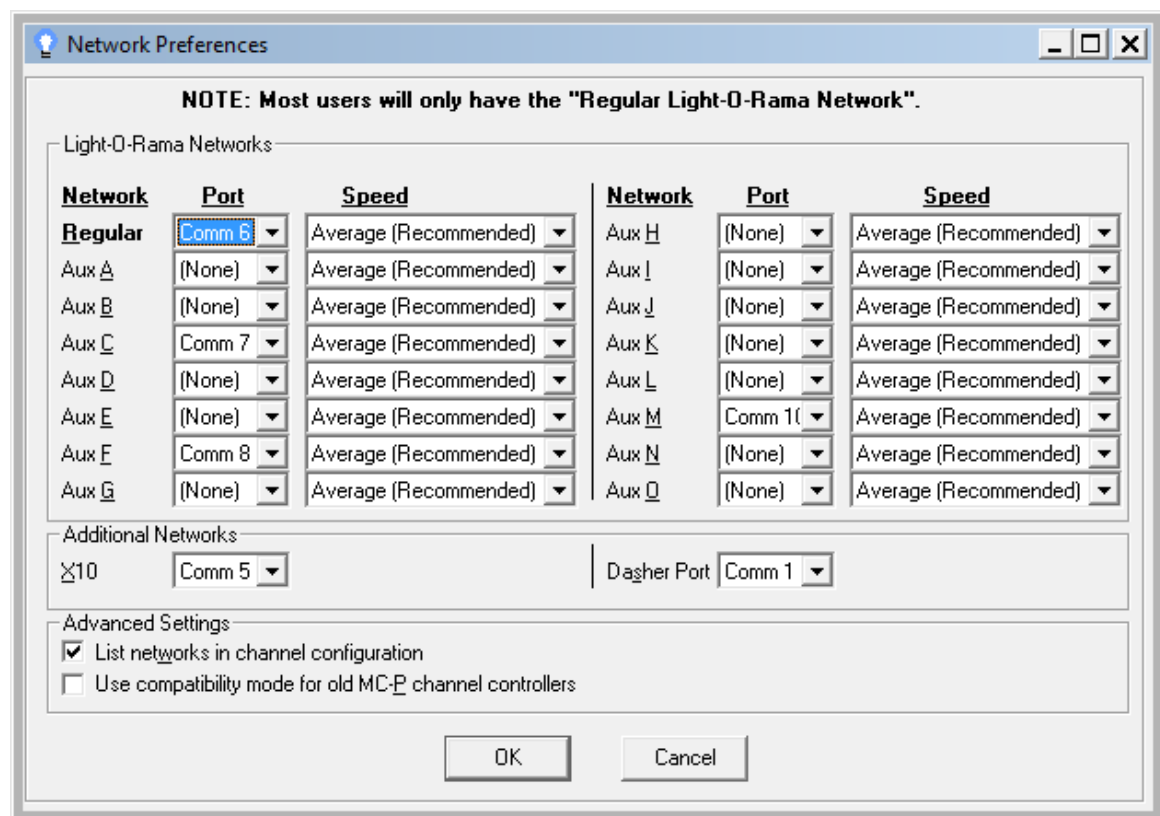 Network Preferences
NOTE: Most users will only have the "Regular Light-O-Rama Network".
Light-O-Rama Networks
Network Port Speed Network Port Speed
Regular Comm 6 Average (Recommended) Aux H (None) Average (Recommended)
Aux A (None) Average (Recommended) Aux I (None) Average (Recommended)
Aux B (None) Average (Recommended) Aux J (None) Average (Recommended)
Aux C Comm 7 Average (Recommended) Aux K (None) Average (Recommended)
Aux D (None) Average (Recommended) Aux L (None) Average (Recommended)
Aux E (None) Average (Recommended) Aux M Comm 10 Average (Recommended)
Aux F Comm 8 Average (Recommended) Aux N (None) Average (Recommended)
Aux G (None) Average (Recommended) Aux O (None) Average (Recommended)
Additional Networks
X10 Comm 5 Dasher Port Comm 1
Advanced Settings
List networks in channel configuration
Use compatibility mode for old MC-P channel controllers
OK Cancel